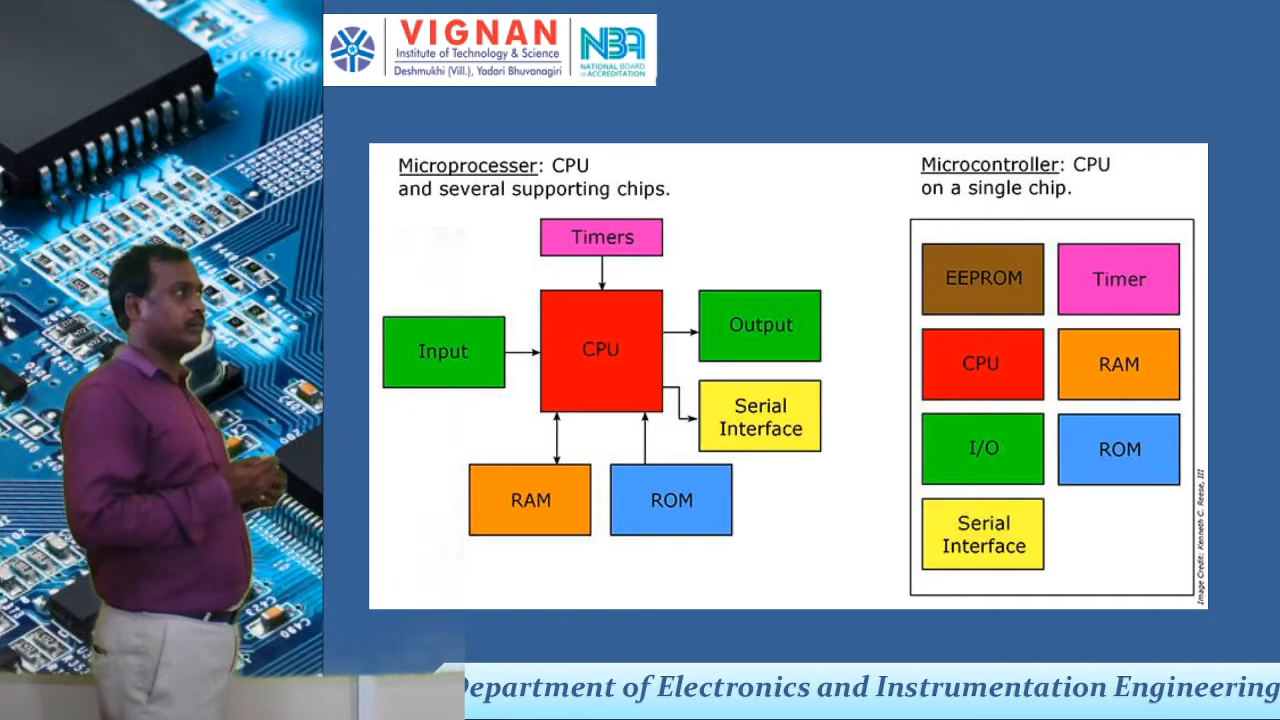 VIGNAN
Institute of Technology & Science
Deshmukhi (Vill.), Yadari Bhuvanagiri
NBA
NATIONAL BOARD
OF ACCREDITATION
Microprocesser: CPU
and several supporting chips.
Timers
Input
CPU
Output
Serial
Interface
RAM
ROM
Microcontroller: CPU
on a single chip.
EEPROM
Timer
CPU
RAM
I/O
ROM
Serial
Interface
Image Credit: Kenneth C. Reese, III
Department of Electronics and Instrumentation Engineering